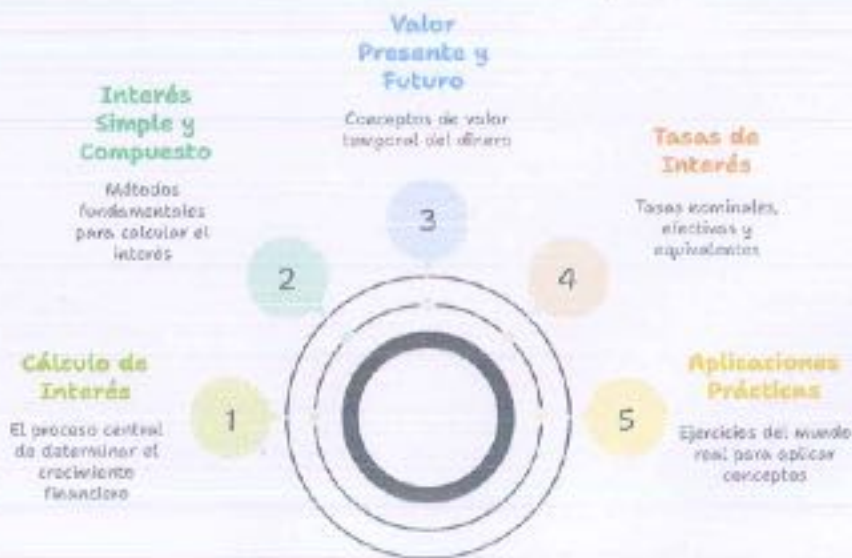 Cálculo de
Interés
El proceso central
de determinar el
crecimiento
financiero
1
Interés
Simple y
Compuesto
Métodos
fundamentales
para calcular el
interés
2
Valor
Presente y
Futuro
Conceptos de valor
temporal del dinero
3
Tasas de
Interés
Tasas nominales,
efectivas y
equivalentes
4
Aplicaciones
Prácticas
Ejercicios del mundo
real para aplicar
conceptos
5